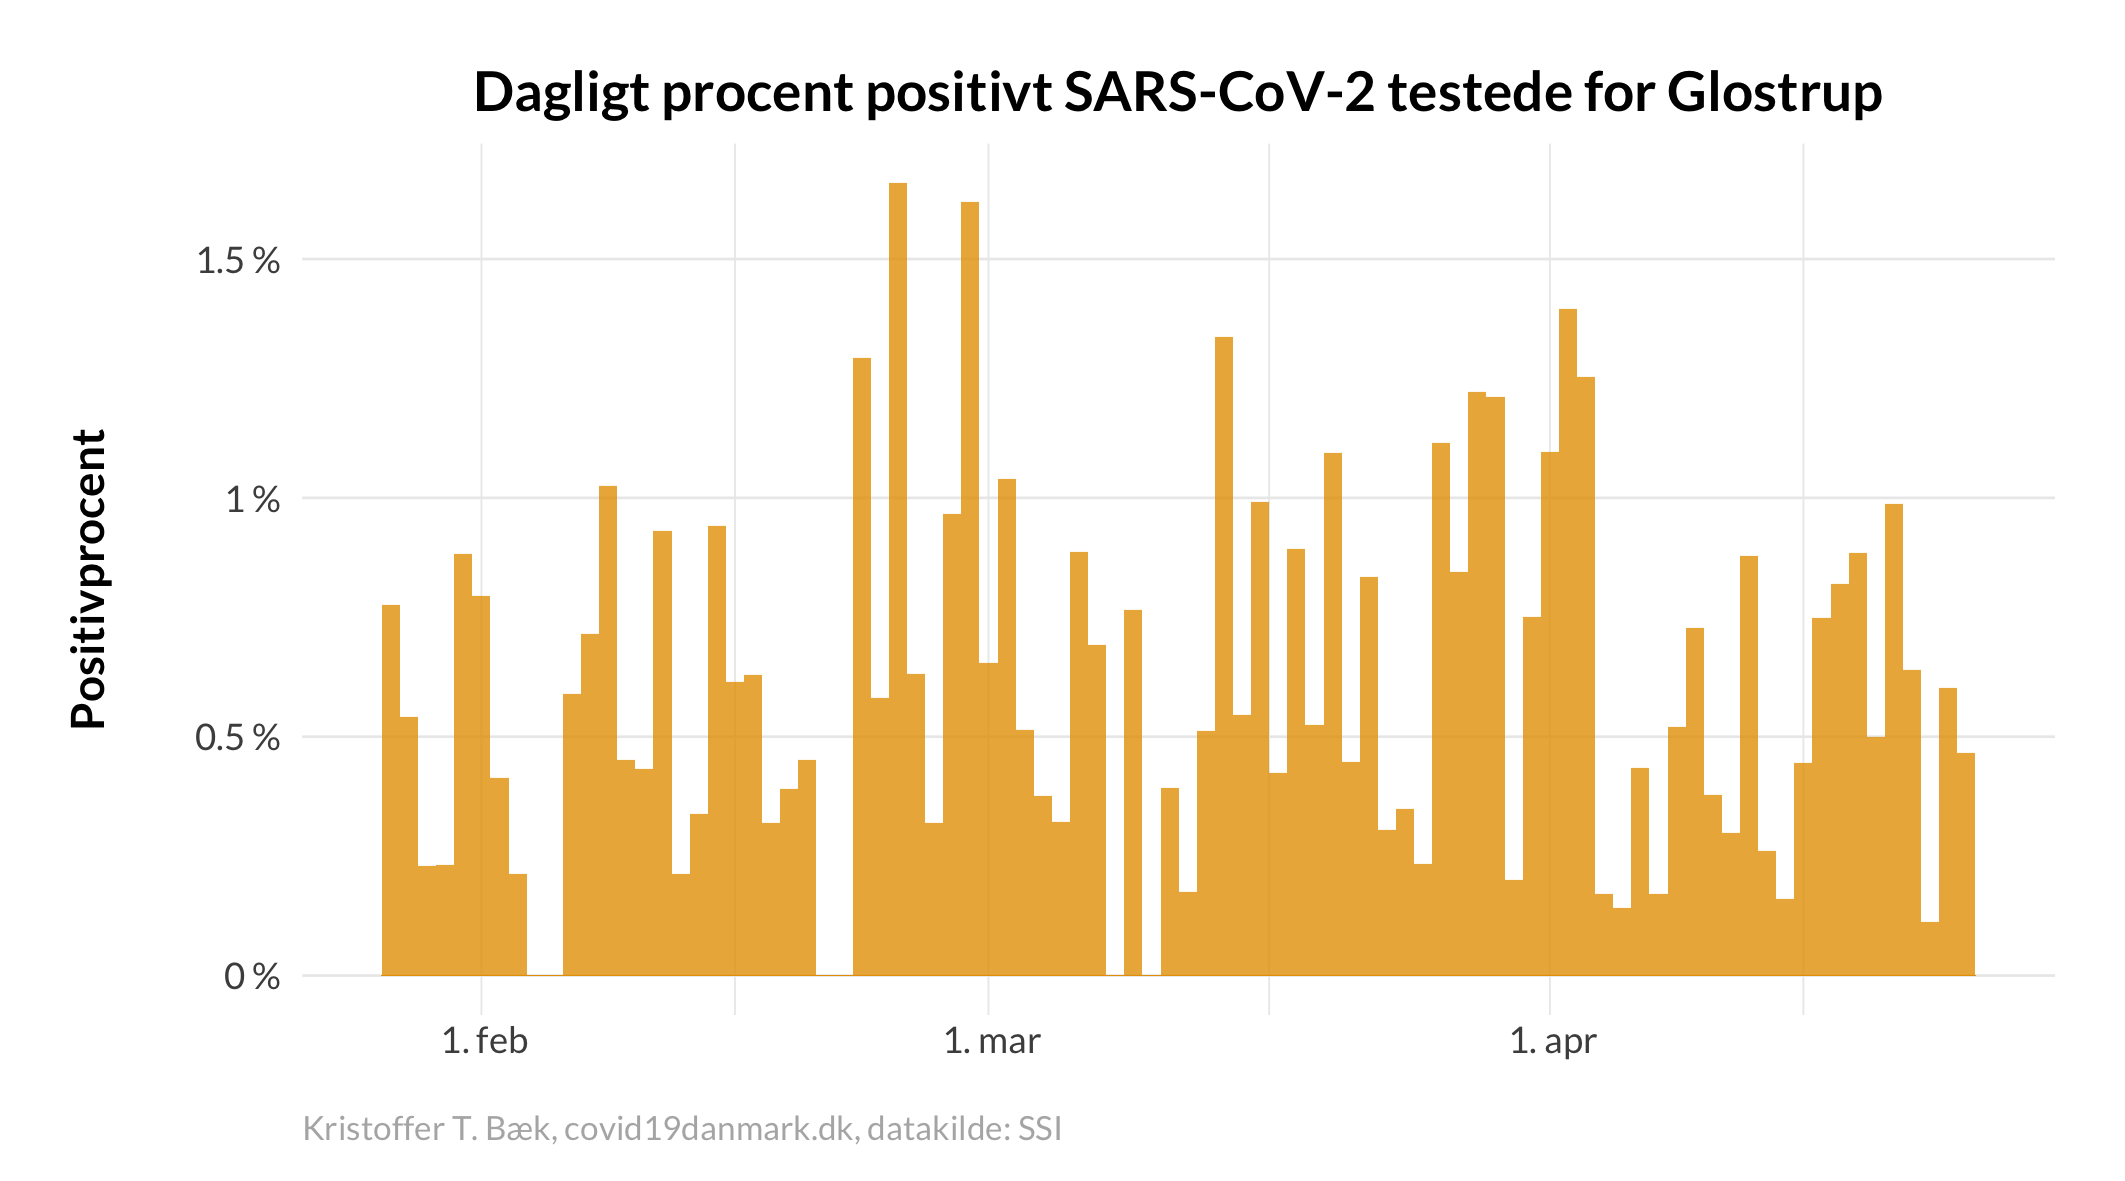 Dagligt procent positivt SARS-CoV-2 testede for Glostrup
Positivprocent
1.5 %
1 %
0.5 %
0 %
1. feb
1. mar
1. apr
Kristoffer T. Bæk, covid19danmark.dk, datakilde: SSI